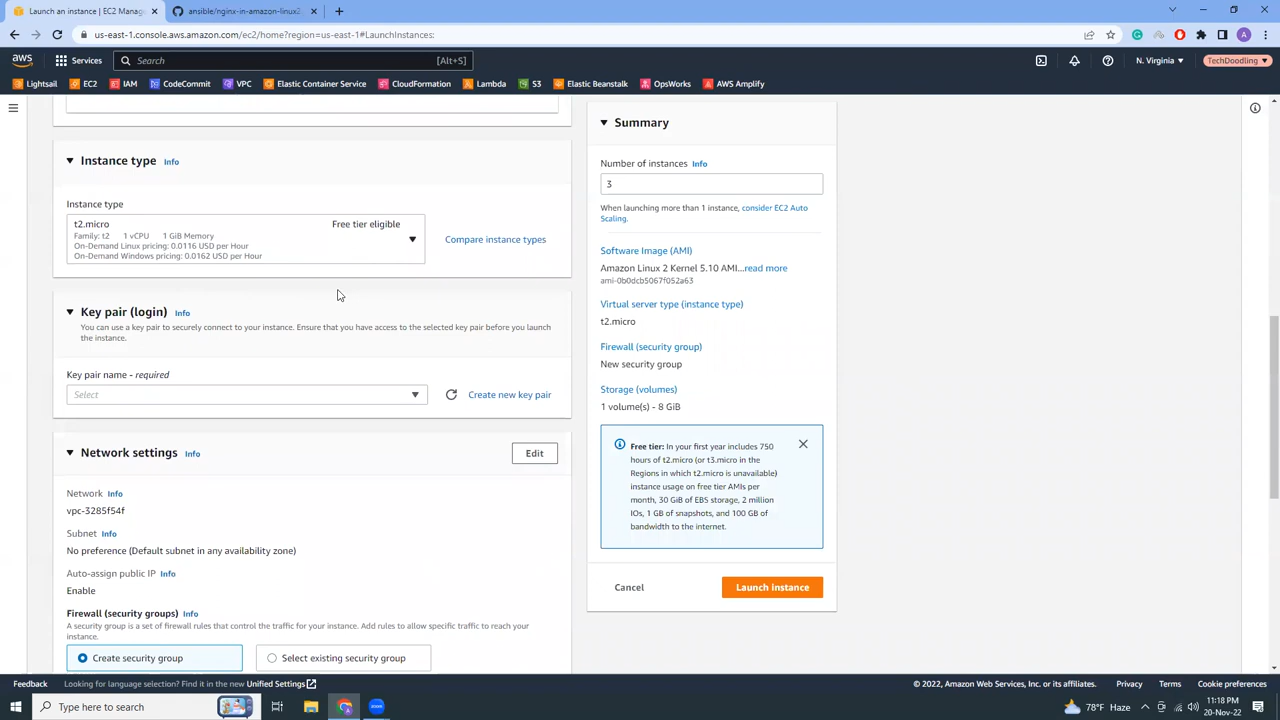 Launch an instance | EC2 Manag
ansible/nginx-in-amazon-linux2.
us-east-1.console.aws.amazon.com/ec2/home?region=us-east-1#LaunchInstances:
A
aws
Services
Search
[Alt+S]
N. Virginia
TechDoodling
Lightsail
EC2
IAM
CodeCommit
VPC
Elastic Container Service
CloudFormation
Lambda
S3
Elastic Beanstalk
OpsWorks
AWS Amplify
Instance type Info
Instance type
t2.micro
Free tier eligible
Family: t2 1 vCPU 1 GiB Memory
On-Demand Linux pricing: 0.0116 USD per Hour
On-Demand Windows pricing: 0.0162 USD per Hour
Compare instance types
Key pair (login) Info
You can use a key pair to securely connect to your instance. Ensure that you have access to the selected key pair before you launch
the instance.
Key pair name - required
Select
Create new key pair
Network settings Info
Edit
Network Info
vpc-3285f54f
Subnet Info
No preference (Default subnet in any availability zone)
Auto-assign public IP Info
Enable
Firewall (security groups) Info
A security group is a set of firewall rules that control the traffic for your instance. Add rules to allow specific traffic to reach your
instance.
Create security group
Select existing security group
Summary
Number of instances Info
3
When launching more than 1 instance, consider EC2 Auto
Scaling.
Software Image (AMI)
Amazon Linux 2 Kernel 5.10 AMI...read more
ami-0b0dcb5067f052a63
Virtual server type (instance type)
t2.micro
Firewall (security group)
New security group
Storage (volumes)
1 volume(s) - 8 GiB
Free tier: In your first year includes 750
hours of t2.micro (or t3.micro in the
Regions in which t2.micro is unavailable)
instance usage on free tier AMIs per
month, 30 GiB of EBS storage, 2 million
IOs, 1 GB of snapshots, and 100 GB of
bandwidth to the internet.
Cancel
Launch instance
Feedback
Looking for language selection? Find it in the new Unified Settings
© 2022, Amazon Web Services, Inc. or its affiliates.
Privacy
Terms
Cookie preferences
Type here to search
78°F Haze
11:18 PM
20-Nov-22